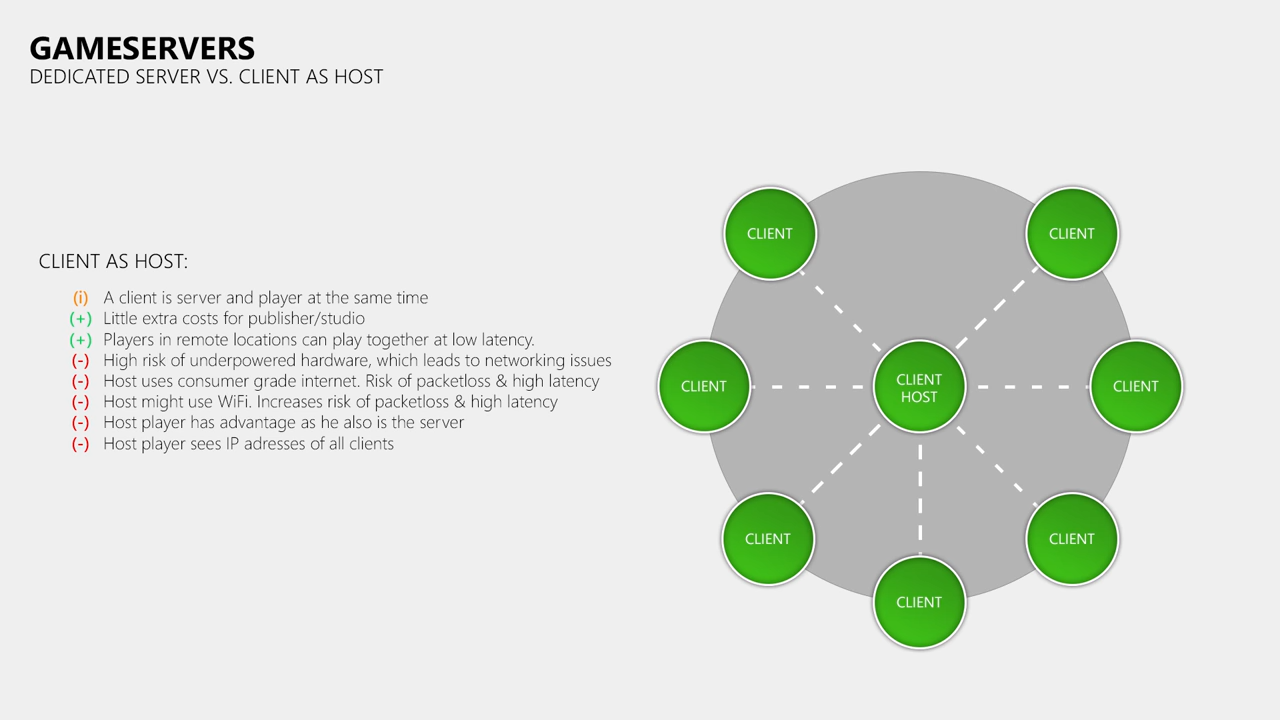 GAMESERVERS
DEDICATED SERVER VS. CLIENT AS HOST
CLIENT AS HOST:
(i) A client is server and player at the same time
(+) Little extra costs for publisher/studio
(+) Players in remote locations can play together at low latency.
(-) High risk of underpowered hardware, which leads to networking issues
(-) Host uses consumer grade internet. Risk of packetloss & high latency
(-) Host might use WiFi. Increases risk of packetloss & high latency
(-) Host player has advantage as he also is the server
(-) Host player sees IP adresses of all clients
CLIENT
CLIENT
CLIENT
CLIENT
HOST
CLIENT
CLIENT
CLIENT
CLIENT